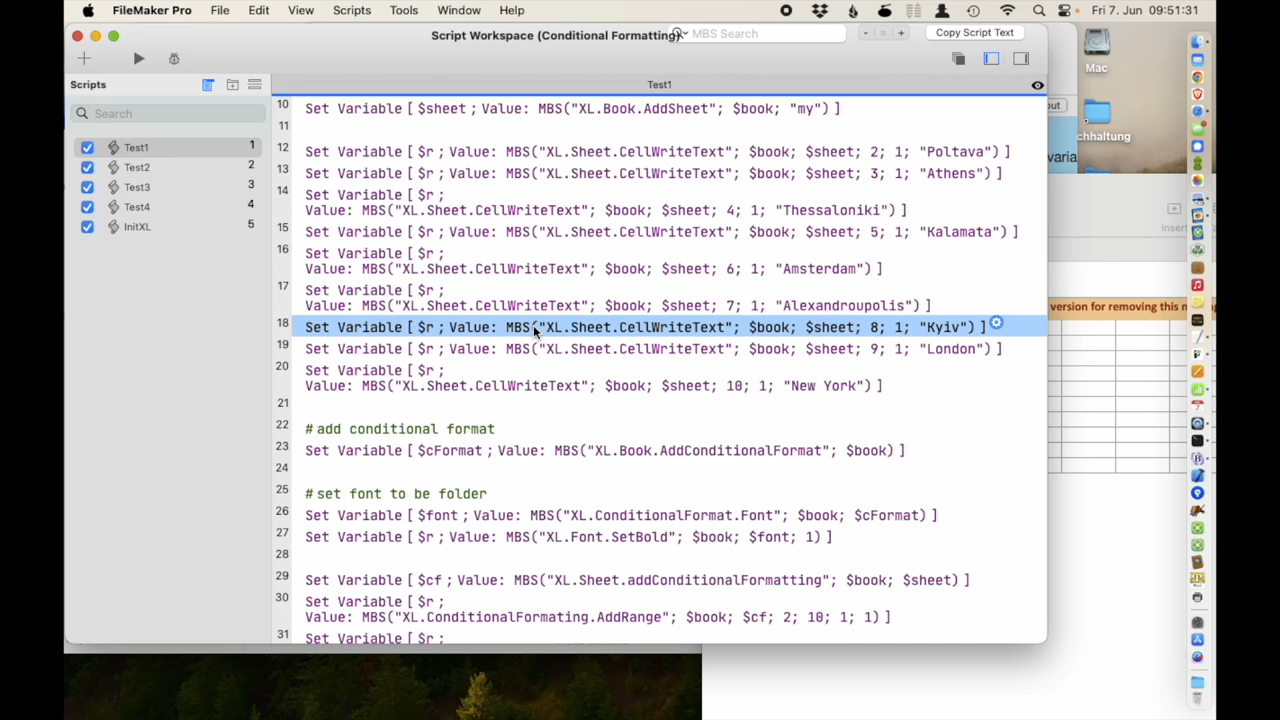 FileMaker Pro File Edit View Scripts Tools Window Help Fri 7. Jun 09:51:31
Script Workspace (Conditional Formatting) MBS Search - = + Copy Script Text
Scripts Test1
Search
Test1 1
Test2 2
Test3 3
Test4 4
InitXL 5
10 Set Variable [ $sheet ; Value: MBS("XL.Book.AddSheet"; $book; "my") ]
11
12 Set Variable [ $r ; Value: MBS("XL.Sheet.CellWriteText"; $book; $sheet; 2; 1; "Poltava") ]
13 Set Variable [ $r ; Value: MBS("XL.Sheet.CellWriteText"; $book; $sheet; 3; 1; "Athens") ]
14 Set Variable [ $r ;
Value: MBS("XL.Sheet.CellWriteText"; $book; $sheet; 4; 1; "Thessaloniki") ]
15 Set Variable [ $r ; Value: MBS("XL.Sheet.CellWriteText"; $book; $sheet; 5; 1; "Kalamata") ]
16 Set Variable [ $r ;
Value: MBS("XL.Sheet.CellWriteText"; $book; $sheet; 6; 1; "Amsterdam") ]
17 Set Variable [ $r ;
Value: MBS("XL.Sheet.CellWriteText"; $book; $sheet; 7; 1; "Alexandroupolis") ]
18 Set Variable [ $r ; Value: MBS("XL.Sheet.CellWriteText"; $book; $sheet; 8; 1; "Kyiv") ]
19 Set Variable [ $r ; Value: MBS("XL.Sheet.CellWriteText"; $book; $sheet; 9; 1; "London") ]
20 Set Variable [ $r ;
Value: MBS("XL.Sheet.CellWriteText"; $book; $sheet; 10; 1; "New York") ]
21
22 # add conditional format
23 Set Variable [ $cFormat ; Value: MBS("XL.Book.AddConditionalFormat"; $book) ]
24
25 # set font to be folder
26 Set Variable [ $font ; Value: MBS("XL.ConditionalFormat.Font"; $book; $cFormat) ]
27 Set Variable [ $r ; Value: MBS("XL.Font.SetBold"; $book; $font; 1) ]
28
29 Set Variable [ $cf ; Value: MBS("XL.Sheet.addConditionalFormatting"; $book; $sheet) ]
30 Set Variable [ $r ;
Value: MBS("XL.ConditionalFormating.AddRange"; $book; $cf; 2; 10; 1; 1) ]
31 Set Variable [ $r ;
Mac
out
chhaltung
varia
Insert
version for removing this